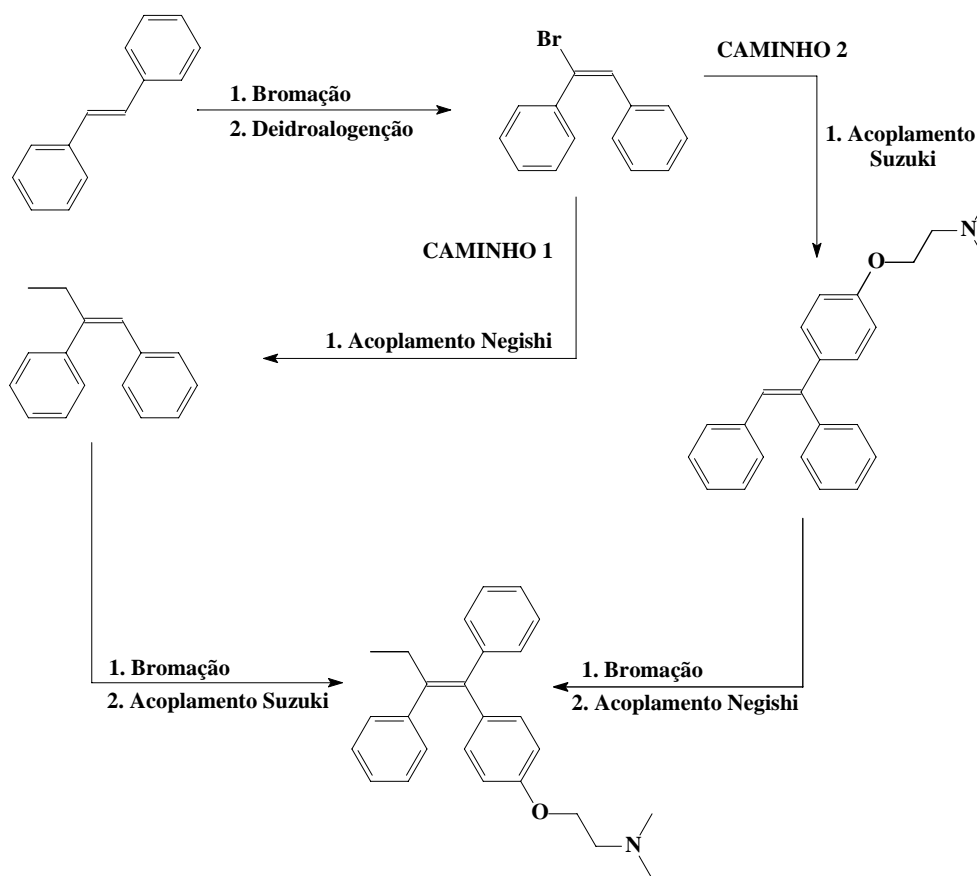 Br
CAMINHO 2
1. Bromação
2. Deidroalogenção
1. Acoplamento
Suzuki
N
O
CAMINHO 1
1. Acoplamento Negishi
1. Bromação
2. Acoplamento Suzuki
1. Bromação
2. Acoplamento Negishi
O
N